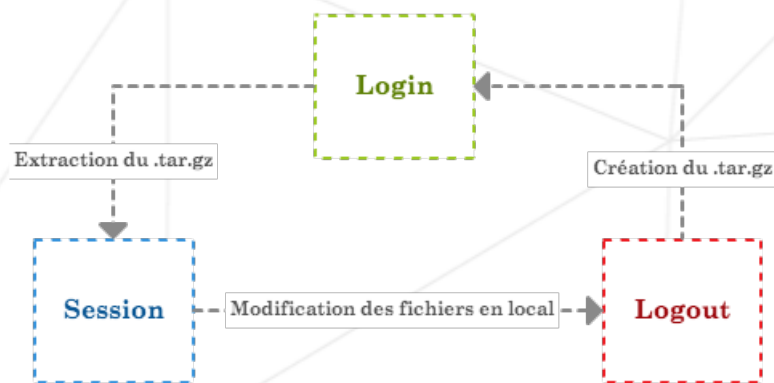 Login
Extraction du .tar.gz
Création du .tar.gz
Session
Modification des fichiers en local
Logout